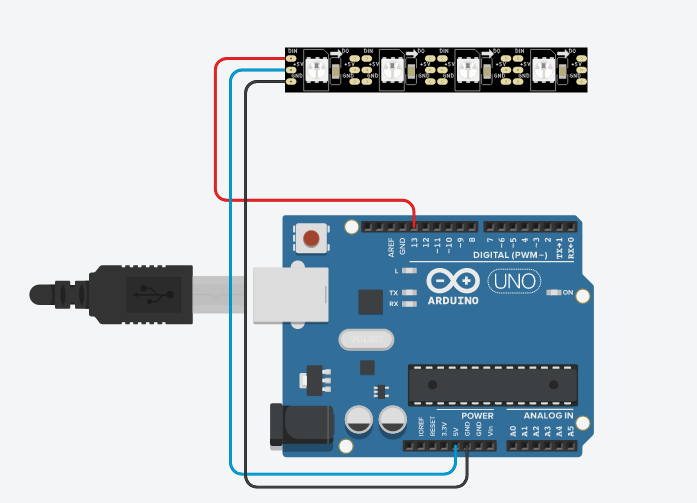 DIN DO DIN DO DIN DO DIN DO
+5V +5V +5V +5V +5V +5V +5V
GND GND GND GND GND GND GND GND
AREF GND 13 12 ~11 ~10 ~9 8 7 ~6 ~5 4 ~3 2 TX→1 RX←0
DIGITAL (PWM~)
L
TX
RX
UNO
ARDUINO
ON
POWER ANALOG IN
IOREF RESET 3.3V 5V GND GND Vin A0 A1 A2 A3 A4 A5